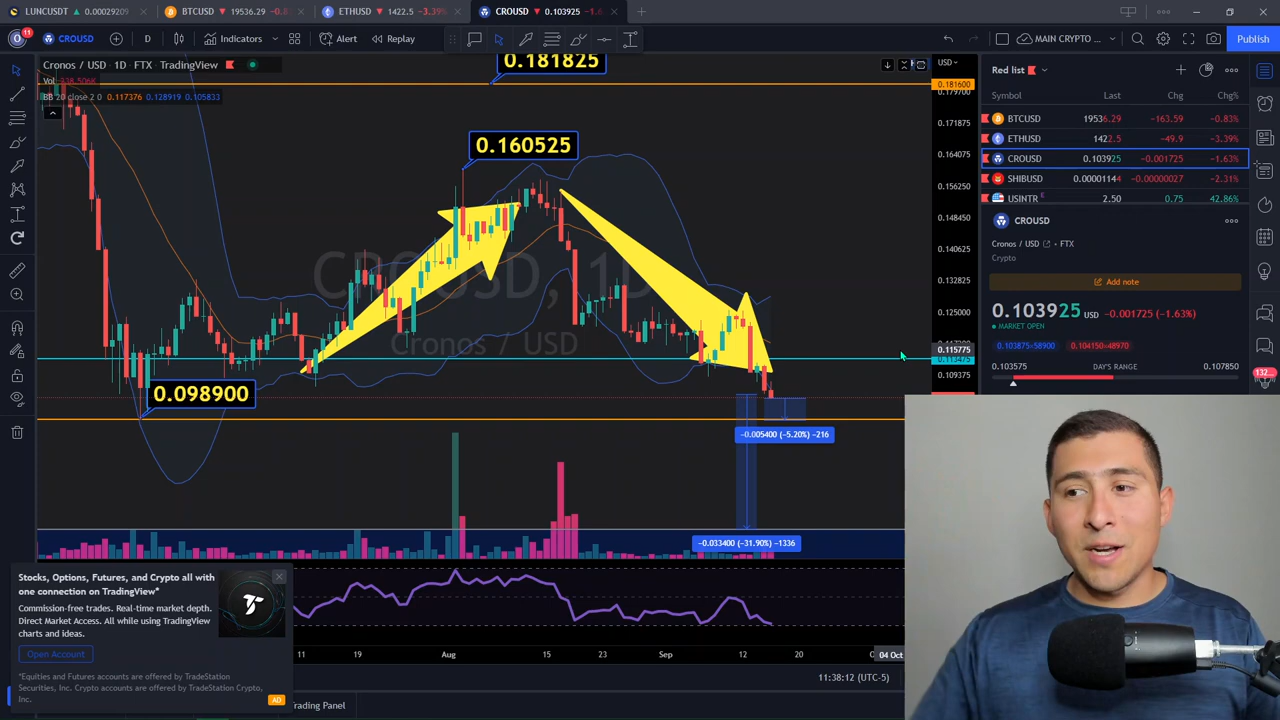 LUNCUSDT ▲ 0.00029209
BTCUSD 19536.29 −0.8
ETHUSD 1422.5 −3.39%
CROUSD ▼ 0.103925 −1.6
11
CROUSD
D
Indicators
Alert
Replay
MAIN CRYPTO ...
Publish
Cronos / USD · 1D · FTX · TradingView
Vol 338.506K
BB 20 close 2 0 0.117376 0.128919 0.105833
0.181825
0.160525
0.098900
CROUSD, 1D
Cronos / USD
USD
0.181600
0.179700
0.171875
0.164075
0.156250
0.148450
0.140625
0.132825
0.125000
0.115775
0.113475
0.109375
−0.005400 (−5.20%) −216
−0.033400 (−31.90%) −1336
11
19
Aug
15
23
Sep
12
20
04 Oct
11:38:12 (UTC-5)
Trading Panel
Stocks, Options, Futures, and Crypto all with
one connection on TradingView*
Commission-free trades. Real-time market depth.
Direct Market Access. All while using TradingView
charts and ideas.
Open Account
*Equities and Futures accounts are offered by TradeStation
Securities, Inc. Crypto accounts are offered by TradeStation Crypto,
Inc.
AD
Red list
Symbol Last Chg Chg%
BTCUSD 19536.29 −163.59 −0.83%
ETHUSD 1422.5 −49.9 −3.39%
CROUSD 0.103925 −0.001725 −1.63%
SHIBUSD 0.00001144 −0.00000027 −2.31%
USINTR E 2.50 0.75 42.86%
CROUSD
Cronos / USD · FTX
Crypto
Add note
0.103925 USD −0.001725 (−1.63%)
MARKET OPEN
0.103875×58900 0.104150×48970
0.103575 DAY'S RANGE 0.107850
132